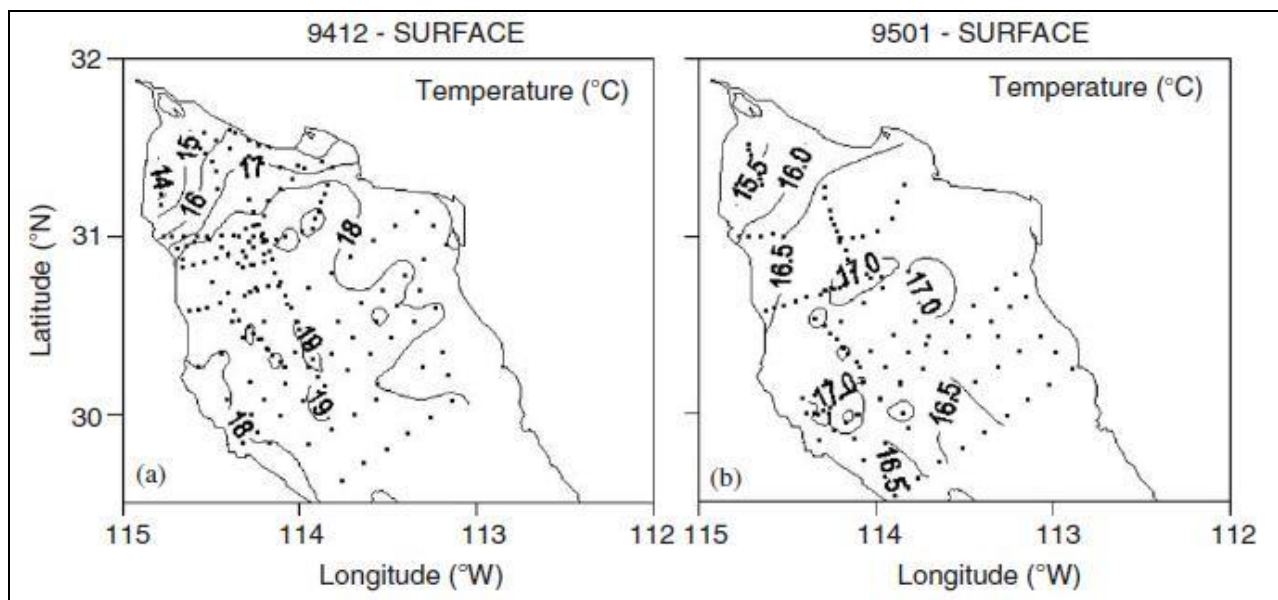 9412 - SURFACE
9501 - SURFACE
Temperature (°C)
Temperature (°C)
Latitude (°N)
32
31
30
14
15
16
17
18
19
19
18
(a)
15.5
16.0
16.5
17.0
17.0
17.0
16.5
16.5
(b)
115 114 113 112 115 114 113 112
Longitude (°W)
Longitude (°W)